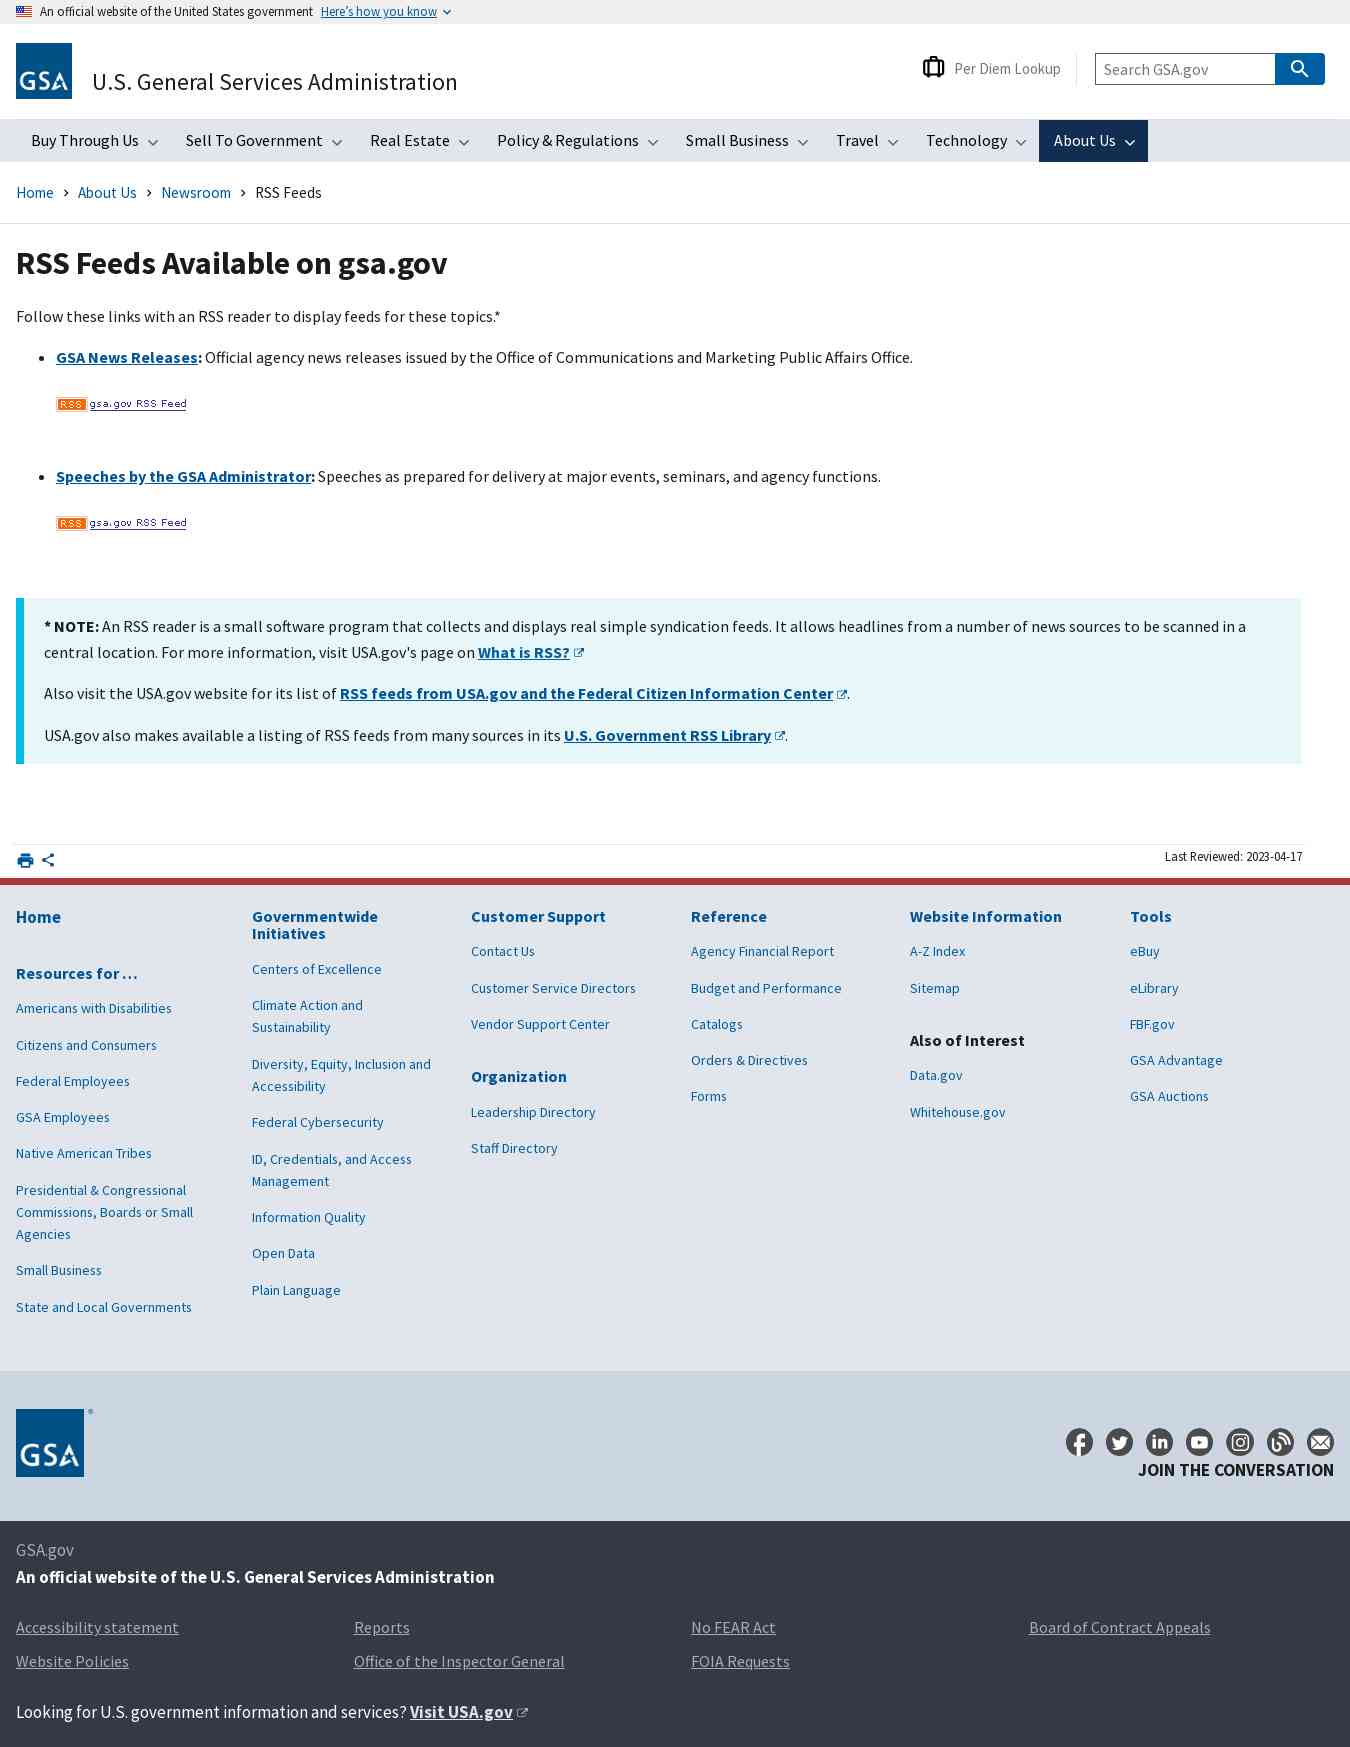 An official website of the United States government Here's how you know
GSA
U.S. General Services Administration
Per Diem Lookup
Search GSA.gov
Buy Through Us Sell To Government Real Estate Policy & Regulations Small Business Travel Technology About Us
Home > About Us > Newsroom > RSS Feeds
RSS Feeds Available on gsa.gov
Follow these links with an RSS reader to display feeds for these topics.*
• GSA News Releases: Official agency news releases issued by the Office of Communications and Marketing Public Affairs Office.
RSS gsa.gov RSS Feed
• Speeches by the GSA Administrator: Speeches as prepared for delivery at major events, seminars, and agency functions.
RSS gsa.gov RSS Feed
* NOTE: An RSS reader is a small software program that collects and displays real simple syndication feeds. It allows headlines from a number of news sources to be scanned in a
central location. For more information, visit USA.gov's page on What is RSS?
Also visit the USA.gov website for its list of RSS feeds from USA.gov and the Federal Citizen Information Center.
USA.gov also makes available a listing of RSS feeds from many sources in its U.S. Government RSS Library.
Last Reviewed: 2023-04-17
Home
Resources for …
Americans with Disabilities
Citizens and Consumers
Federal Employees
GSA Employees
Native American Tribes
Presidential & Congressional
Commissions, Boards or Small
Agencies
Small Business
State and Local Governments
Governmentwide
Initiatives
Centers of Excellence
Climate Action and
Sustainability
Diversity, Equity, Inclusion and
Accessibility
Federal Cybersecurity
ID, Credentials, and Access
Management
Information Quality
Open Data
Plain Language
Customer Support
Contact Us
Customer Service Directors
Vendor Support Center
Organization
Leadership Directory
Staff Directory
Reference
Agency Financial Report
Budget and Performance
Catalogs
Orders & Directives
Forms
Website Information
A-Z Index
Sitemap
Also of Interest
Data.gov
Whitehouse.gov
Tools
eBuy
eLibrary
FBF.gov
GSA Advantage
GSA Auctions
GSA®
JOIN THE CONVERSATION
GSA.gov
An official website of the U.S. General Services Administration
Accessibility statement Reports No FEAR Act Board of Contract Appeals
Website Policies Office of the Inspector General FOIA Requests
Looking for U.S. government information and services? Visit USA.gov